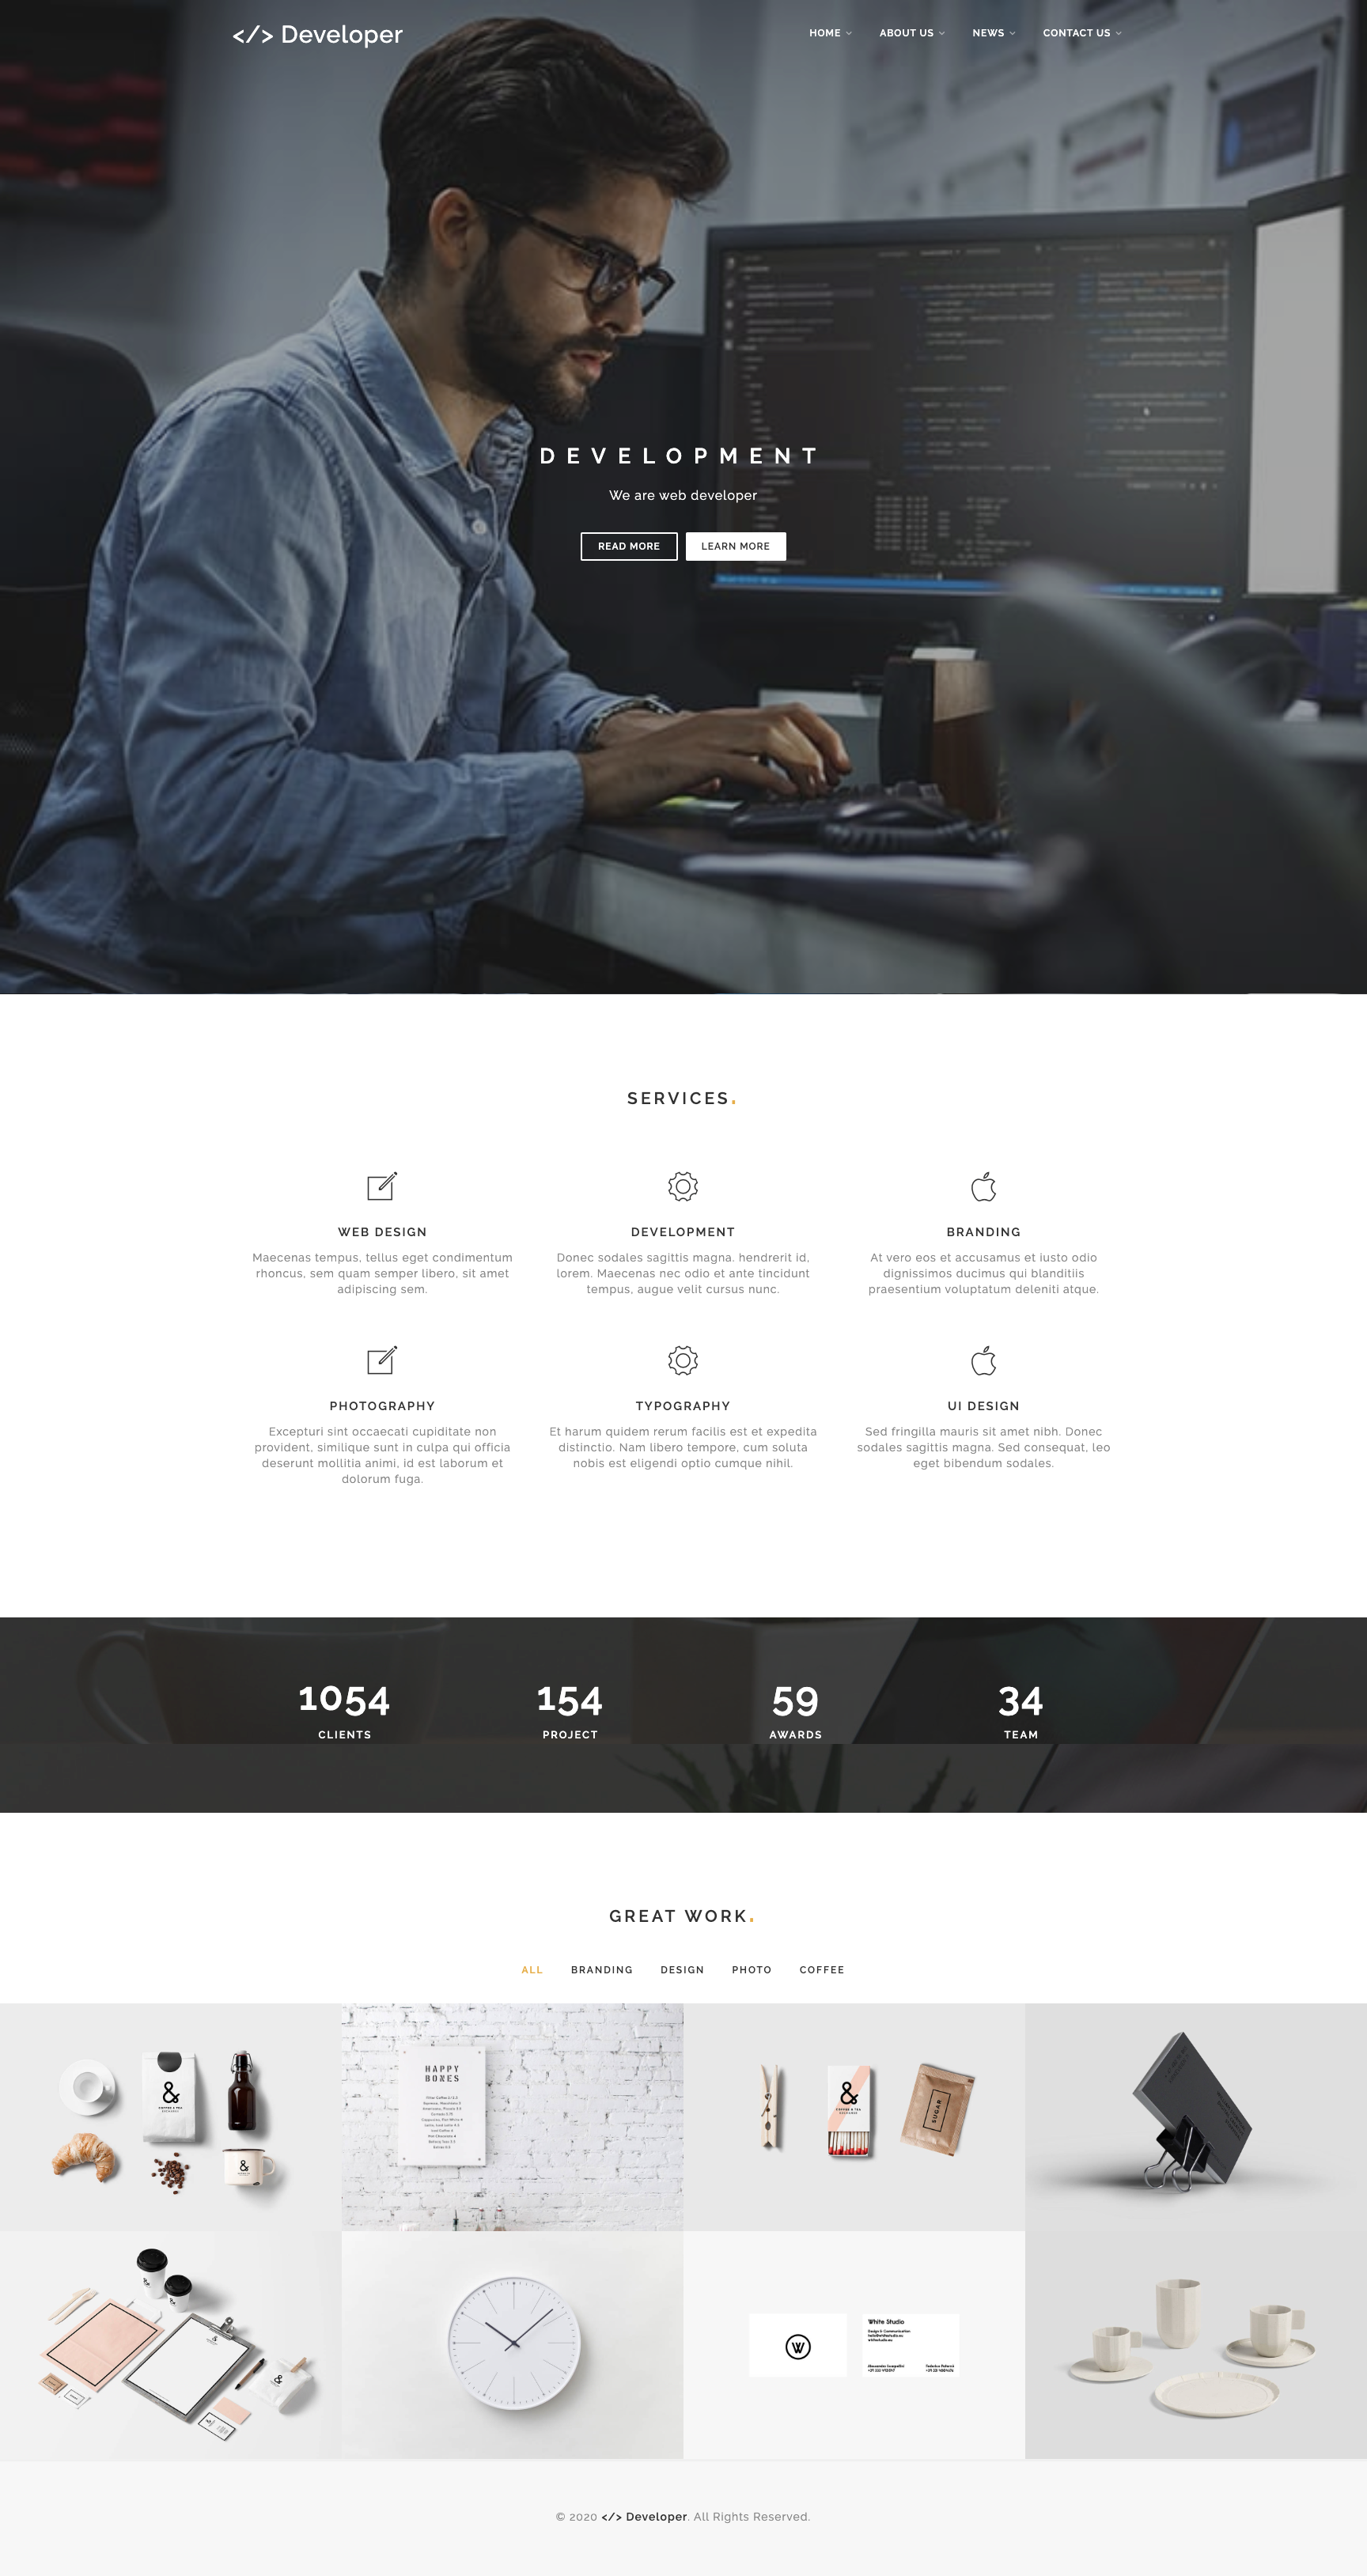 </> Developer
HOME
ABOUT US
NEWS
CONTACT US
DEVELOPMENT
We are web developer
READ MORE
LEARN MORE
SERVICES.
WEB DESIGN
Maecenas tempus, tellus eget condimentum
rhoncus, sem quam semper libero, sit amet
adipiscing sem.
DEVELOPMENT
Donec sodales sagittis magna. hendrerit id,
lorem. Maecenas nec odio et ante tincidunt
tempus, augue velit cursus nunc.
BRANDING
At vero eos et accusamus et iusto odio
dignissimos ducimus qui blanditiis
praesentium voluptatum deleniti atque.
PHOTOGRAPHY
Excepturi sint occaecati cupiditate non
provident, similique sunt in culpa qui officia
deserunt mollitia animi, id est laborum et
dolorum fuga.
TYPOGRAPHY
Et harum quidem rerum facilis est et expedita
distinctio. Nam libero tempore, cum soluta
nobis est eligendi optio cumque nihil.
UI DESIGN
Sed fringilla mauris sit amet nibh. Donec
sodales sagittis magna. Sed consequat, leo
eget bibendum sodales.
1054
CLIENTS
154
PROJECT
59
AWARDS
34
TEAM
GREAT WORK.
ALL
BRANDING
DESIGN
PHOTO
COFFEE
&
COFFEE & TEA
&
HAPPY
BONES
&
COFFEE & TEA
SUGAR
W
White Studio
Design & Communication
© 2020 </> Developer. All Rights Reserved.